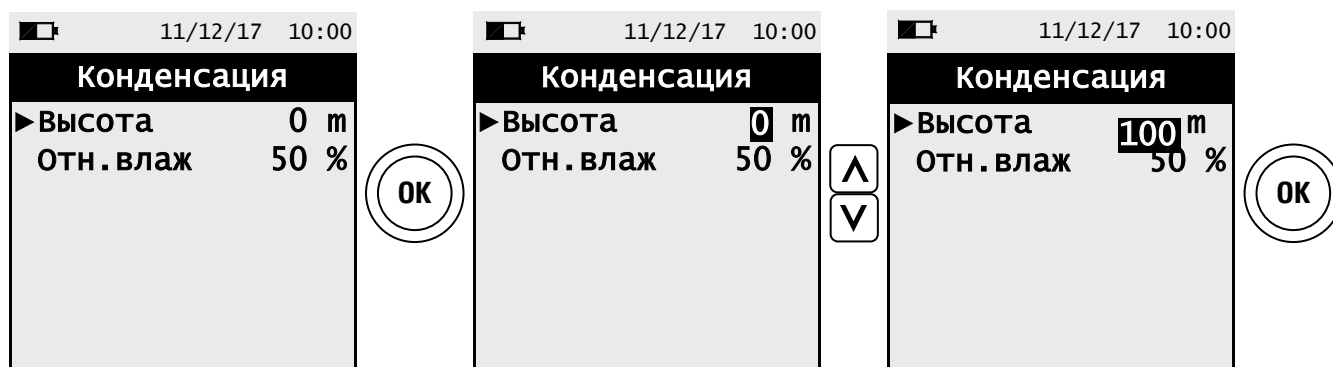 11/12/17 10:00
Конденсация
►Высота 0 m
Отн.влаж 50 %
OK
11/12/17 10:00
Конденсация
►Высота 0 m
Отн.влаж 50 %
11/12/17 10:00
Конденсация
►Высота 100 m
Отн.влаж 50 %
OK